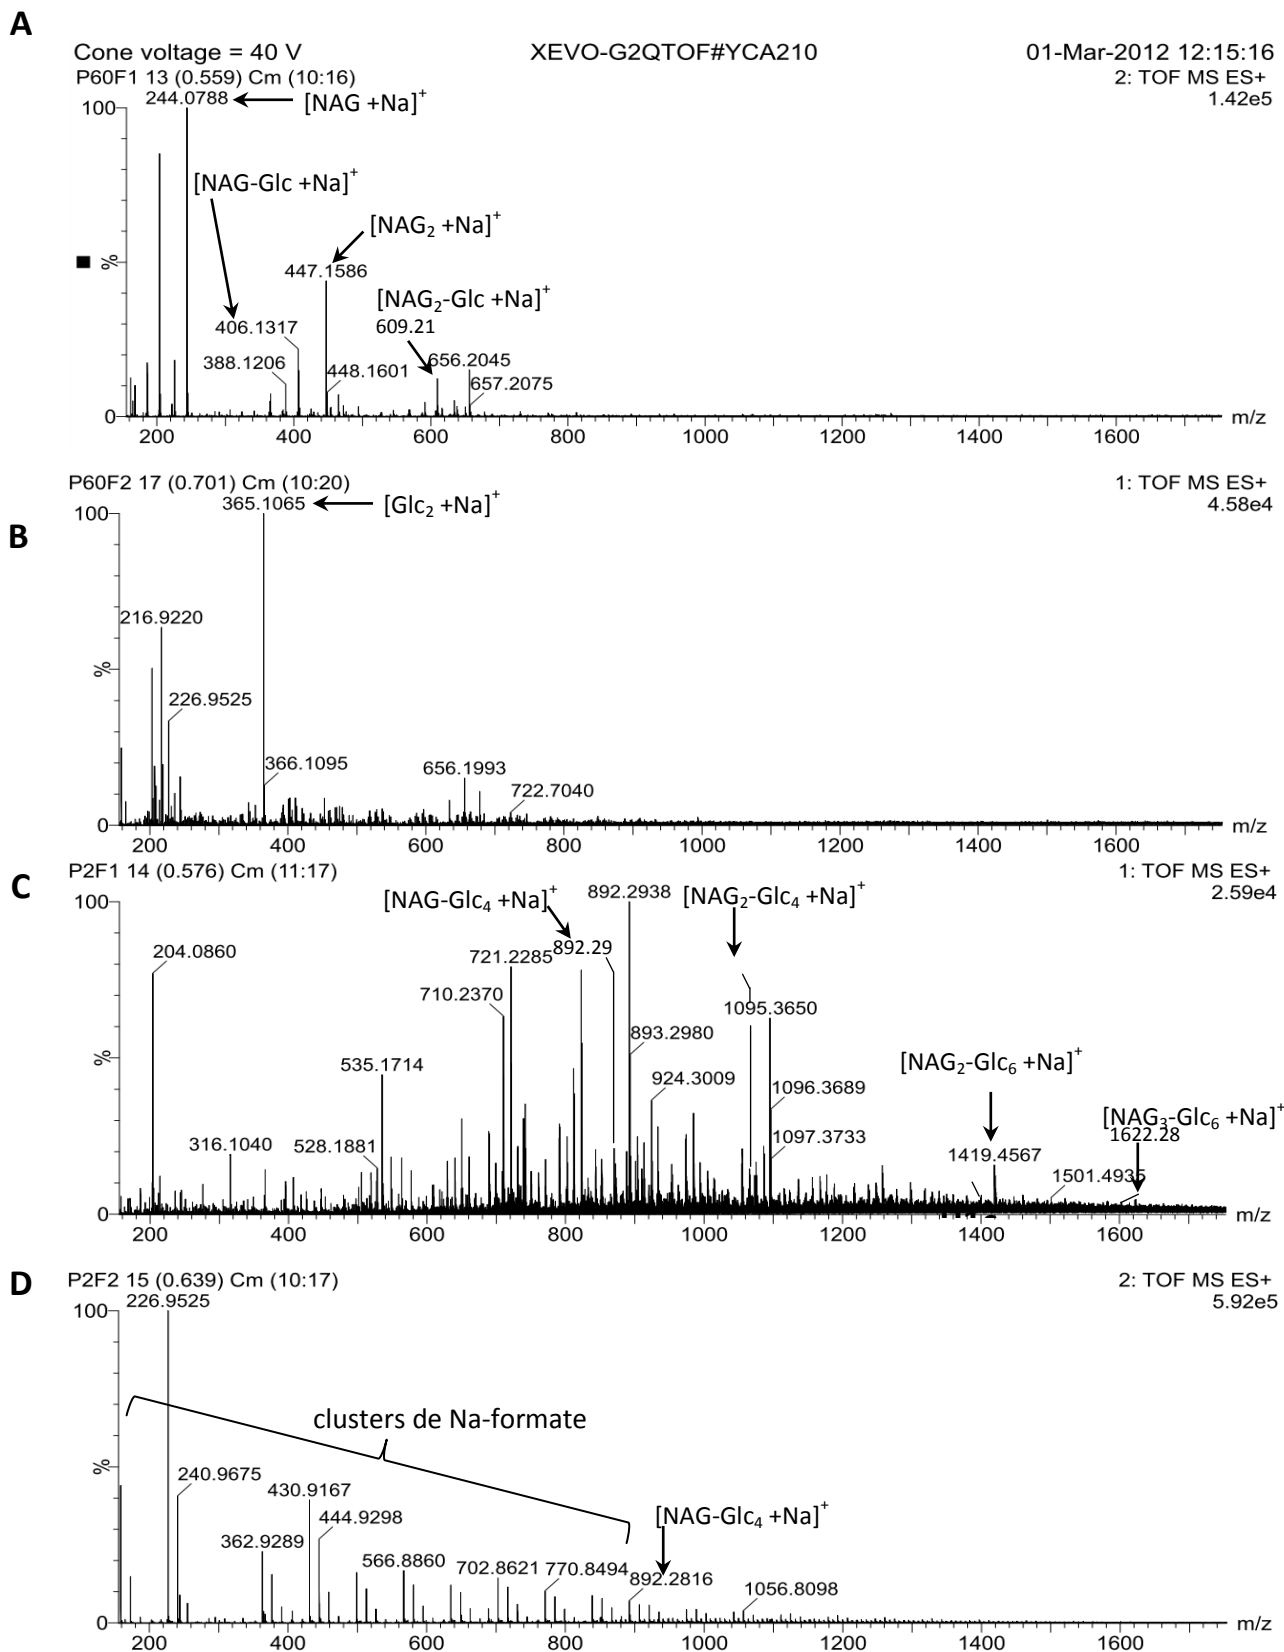 A
Cone voltage = 40 V XEVO-G2QTOF#YCA210 01-Mar-2012 12:15:16
P60F1 13 (0.559) Cm (10:16) 2: TOF MS ES+
1.42e5
100 244.0788 [NAG +Na]+
[NAG-Glc +Na]+
[NAG2 +Na]+
%
447.1586
[NAG2-Glc +Na]+
406.1317 609.21
388.1206 448.1601 656.2045
657.2075
0
200 400 600 800 1000 1200 1400 1600 m/z
P60F2 17 (0.701) Cm (10:20) 1: TOF MS ES+
4.58e4
B
100 365.1065 [Glc2 +Na]+
216.9220
%
226.9525
366.1095 656.1993
722.7040
0
200 400 600 800 1000 1200 1400 1600 m/z
C
P2F1 14 (0.576) Cm (11:17) 1: TOF MS ES+
2.59e4
100 [NAG-Glc4 +Na]+ 892.2938 [NAG2-Glc4 +Na]+
204.0860 721.2285 892.29
710.2370 1095.3650
893.2980
%
535.1714 924.3009 1096.3689
[NAG2-Glc6 +Na]+
[NAG3-Glc6 +Na]+
316.1040 528.1881 1097.3733 1622.28
1419.4567
1501.4935
0
200 400 600 800 1000 1200 1400 1600 m/z
D
P2F2 15 (0.639) Cm (10:17) 2: TOF MS ES+
5.92e5
100 226.9525
clusters de Na-formate
%
240.9675 430.9167
444.9298 [NAG-Glc4 +Na]+
362.9289 566.8860 702.8621 770.8494 892.2816
1056.8098
0
200 400 600 800 1000 1200 1400 1600 m/z